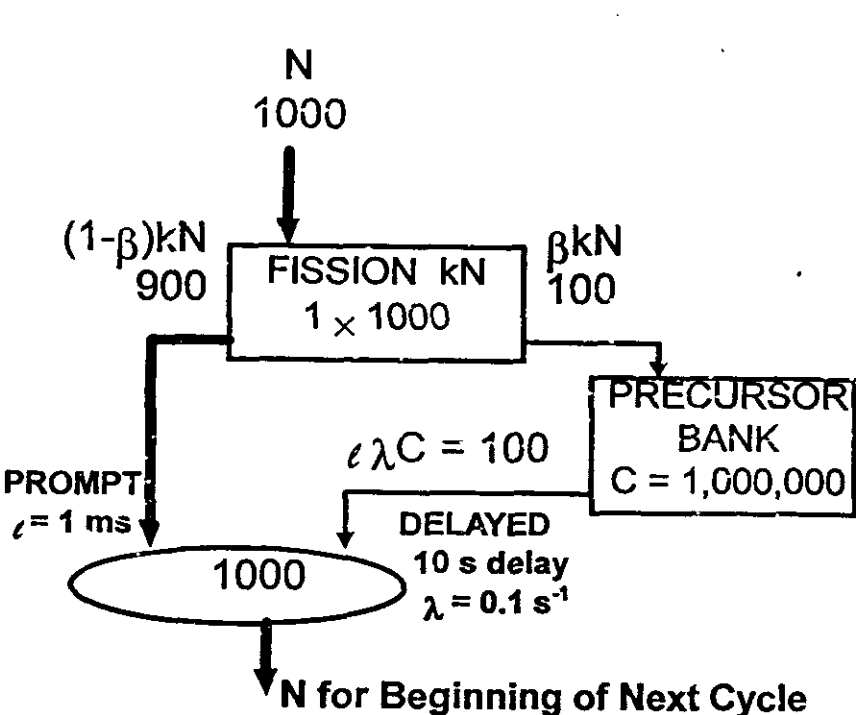 N
1000
(1-β)kN
900
FISSION kN
1 × 1000
βkN
100
PRECURSOR
BANK
C = 1,000,000
ℓ λC = 100
PROMPT
ℓ = 1 ms
DELAYED
10 s delay
λ = 0.1 s⁻¹
1000
N for Beginning of Next Cycle